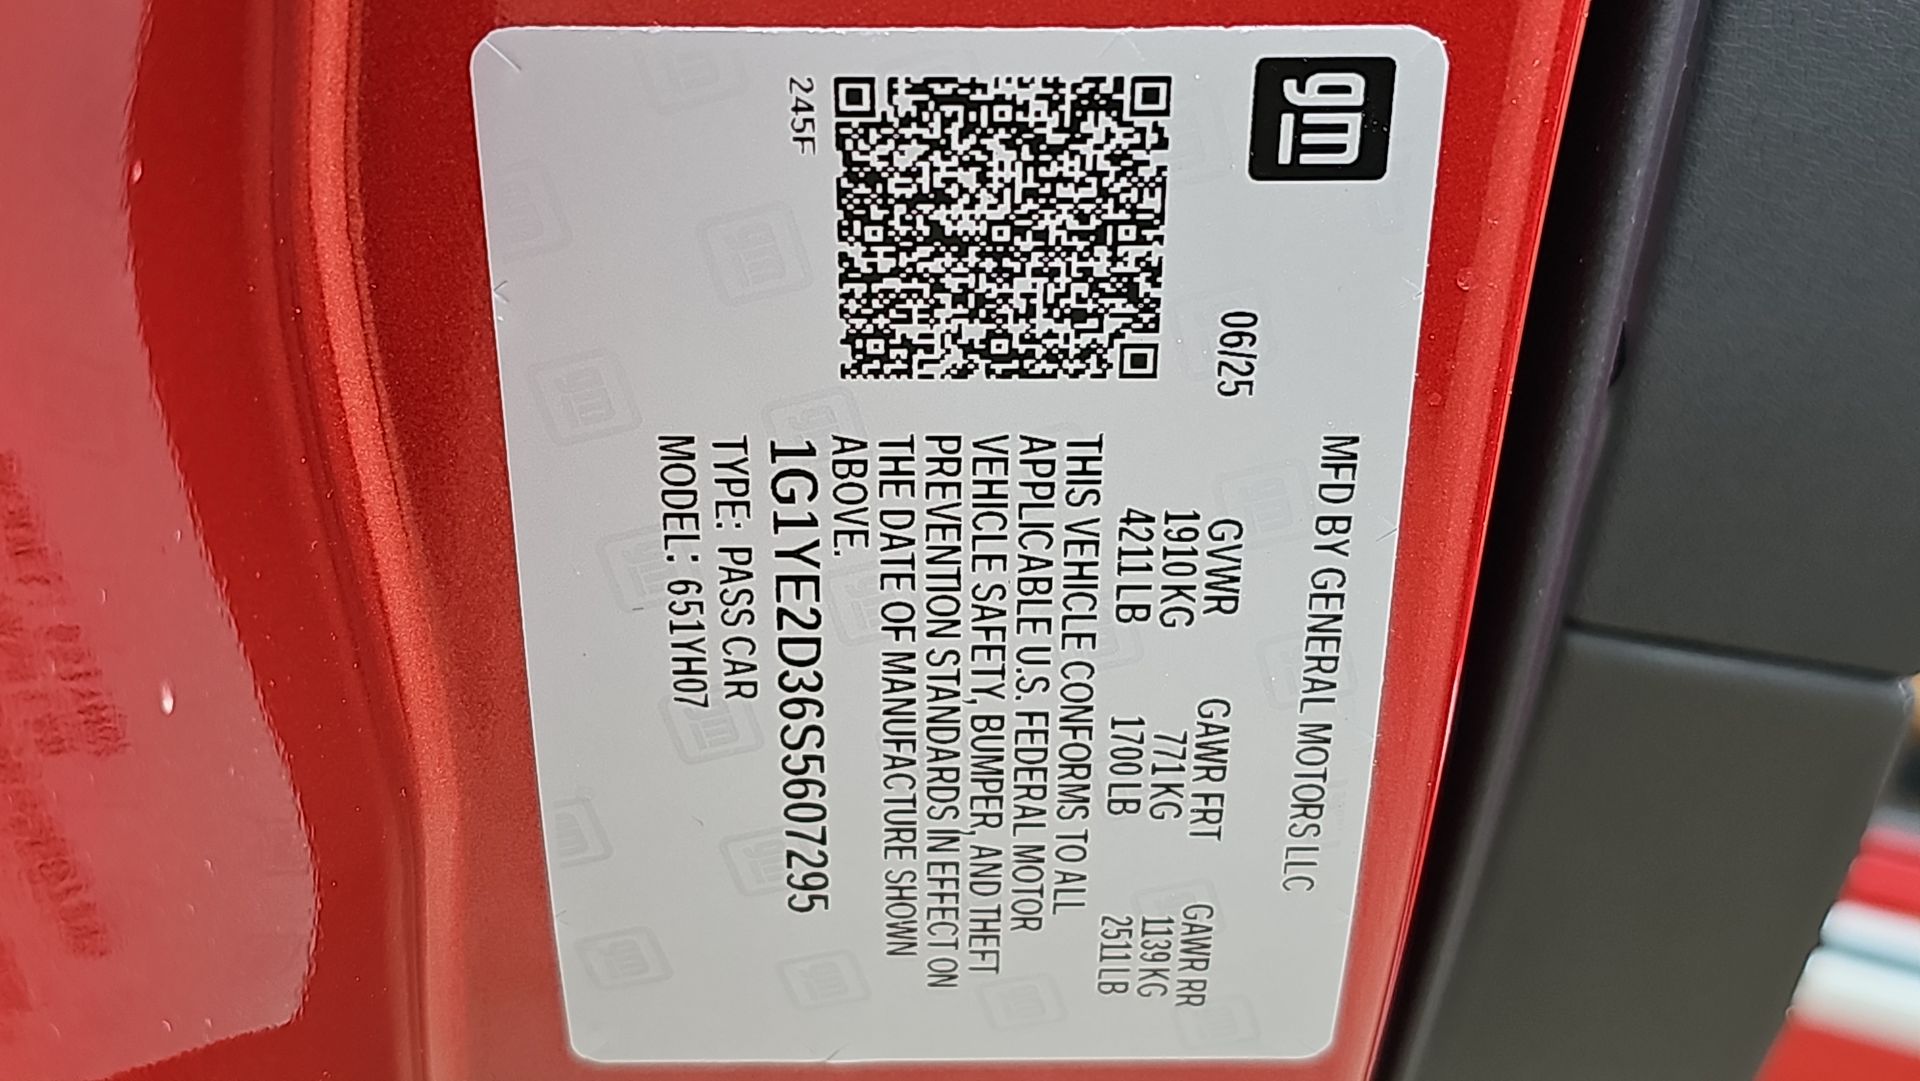 gm
MFD BY GENERAL MOTORS LLC
06/25
GVWR GAWR FRT GAWR RR
1910 KG 771 KG 1139 KG
4211 LB 1700 LB 2511 LB
THIS VEHICLE CONFORMS TO ALL
APPLICABLE U.S. FEDERAL MOTOR
VEHICLE SAFETY, BUMPER, AND THEFT
PREVENTION STANDARDS IN EFFECT ON
THE DATE OF MANUFACTURE SHOWN
ABOVE.
1G1YE2D36S5607295
TYPE: PASS CAR
MODEL: 651YH07
245F